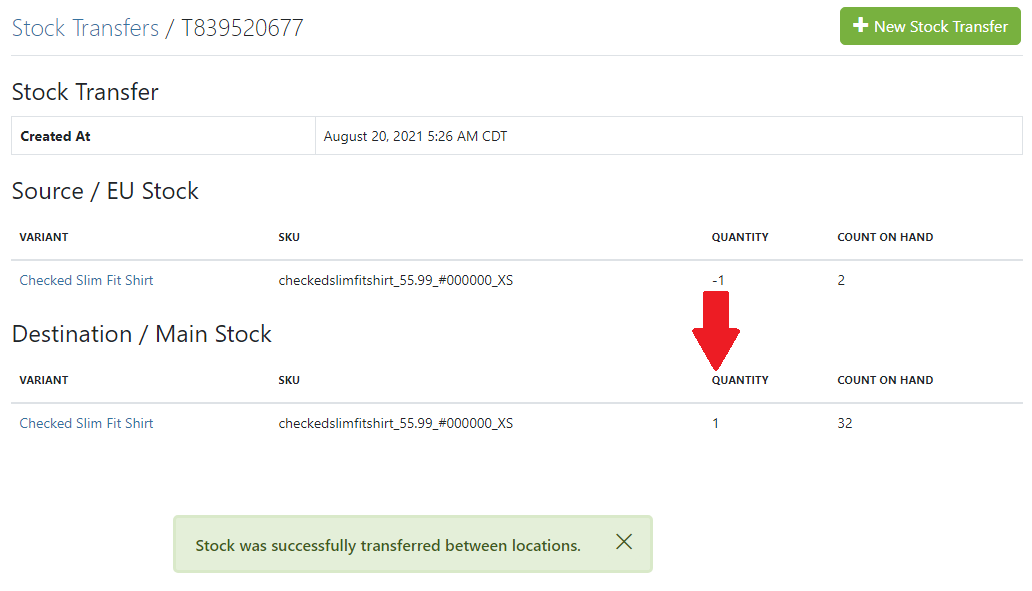 Stock Transfers / T839520677
New Stock Transfer
Stock Transfer
Created At August 20, 2021 5:26 AM CDT
Source / EU Stock
VARIANT SKU QUANTITY COUNT ON HAND
Checked Slim Fit Shirt checkedslimfitshirt_55.99_#000000_XS -1 2
Destination / Main Stock
VARIANT SKU QUANTITY COUNT ON HAND
Checked Slim Fit Shirt checkedslimfitshirt_55.99_#000000_XS 1 32
Stock was successfully transferred between locations.